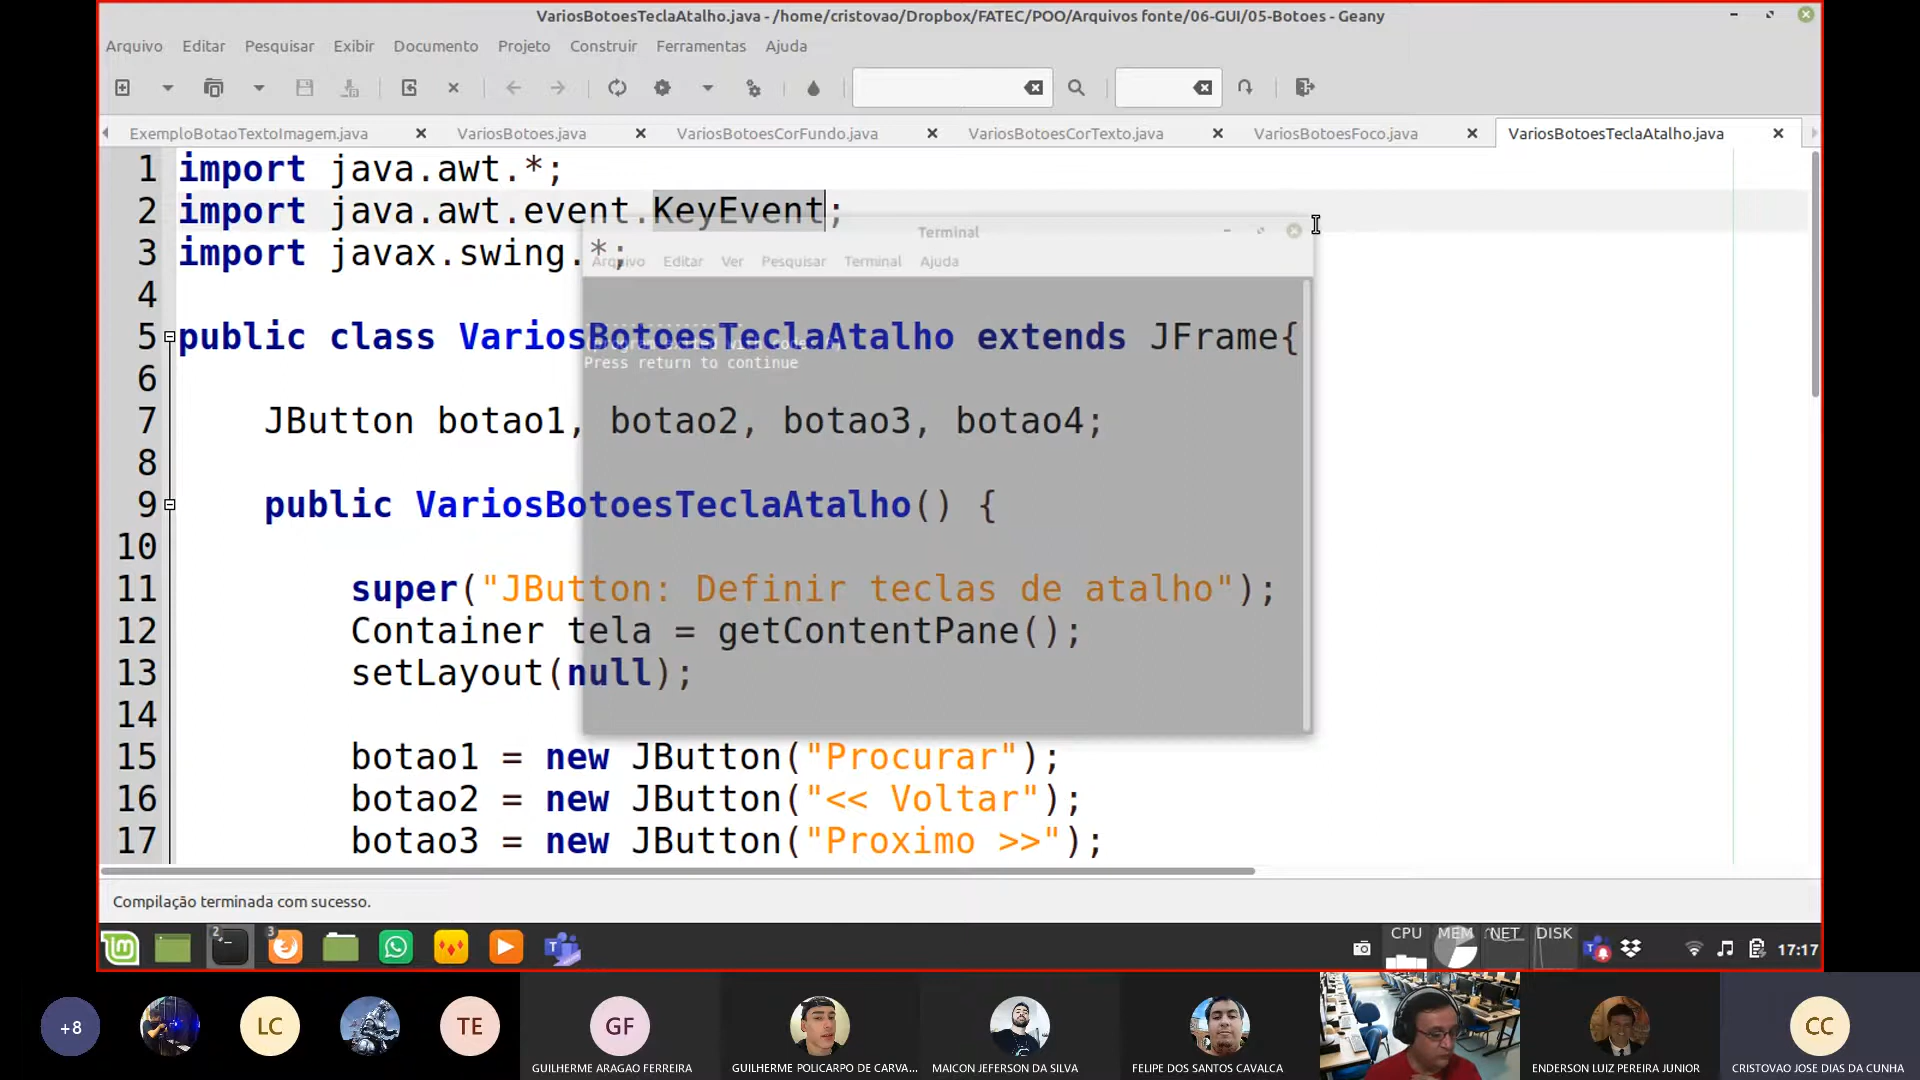 VariosBotoesTeclaAtalho.java - /home/cristovao/Dropbox/FATEC/POO/Arquivos fonte/06-GUI/05-Botoes - Geany
Arquivo Editar Pesquisar Exibir Documento Projeto Construir Ferramentas Ajuda
ExemploBotaoTextoImagem.java VariosBotoes.java VariosBotoesCorFundo.java VariosBotoesCorTexto.java VariosBotoesFoco.java VariosBotoesTeclaAtalho.java
1 import java.awt.*;
2 import java.awt.event.KeyEvent;
3 import javax.swing.*;
4
5 public class VariosBotoesTeclaAtalho extends JFrame{
6
7 JButton botao1, botao2, botao3, botao4;
8
9 public VariosBotoesTeclaAtalho() {
10
11 super("JButton: Definir teclas de atalho");
12 Container tela = getContentPane();
13 setLayout(null);
14
15 botao1 = new JButton("Procurar");
16 botao2 = new JButton("<< Voltar");
17 botao3 = new JButton("Proximo >>");
Terminal
Arquivo Editar Ver Pesquisar Terminal Ajuda
Press return to continue
Compilação terminada com sucesso.
2 3 CPU MEM NET DISK 17:17
+8 LC TE GF CC
GUILHERME ARAGAO FERREIRA GUILHERME POLICARPO DE CARVA... MAICON JEFERSON DA SILVA FELIPE DOS SANTOS CAVALCA ENDERSON LUIZ PEREIRA JUNIOR CRISTOVAO JOSE DIAS DA CUNHA